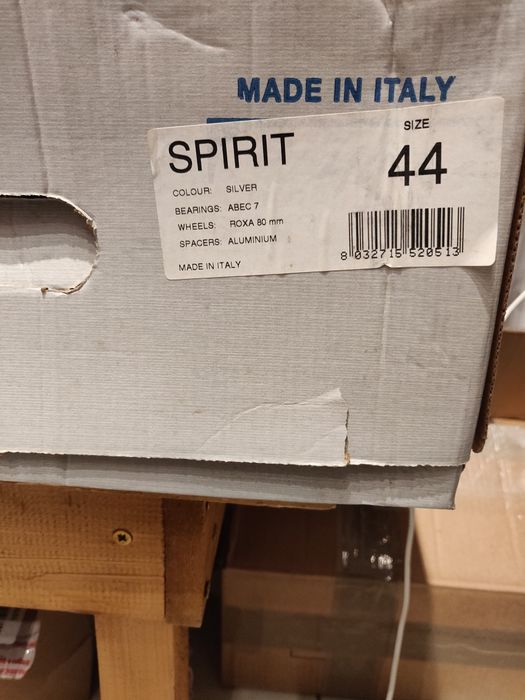 MADE IN ITALY
SPIRIT
SIZE
44
COLOUR: SILVER
BEARINGS: ABEC 7
WHEELS: ROXA 80 mm
SPACERS: ALUMINIUM
MADE IN ITALY
8 032715 520513